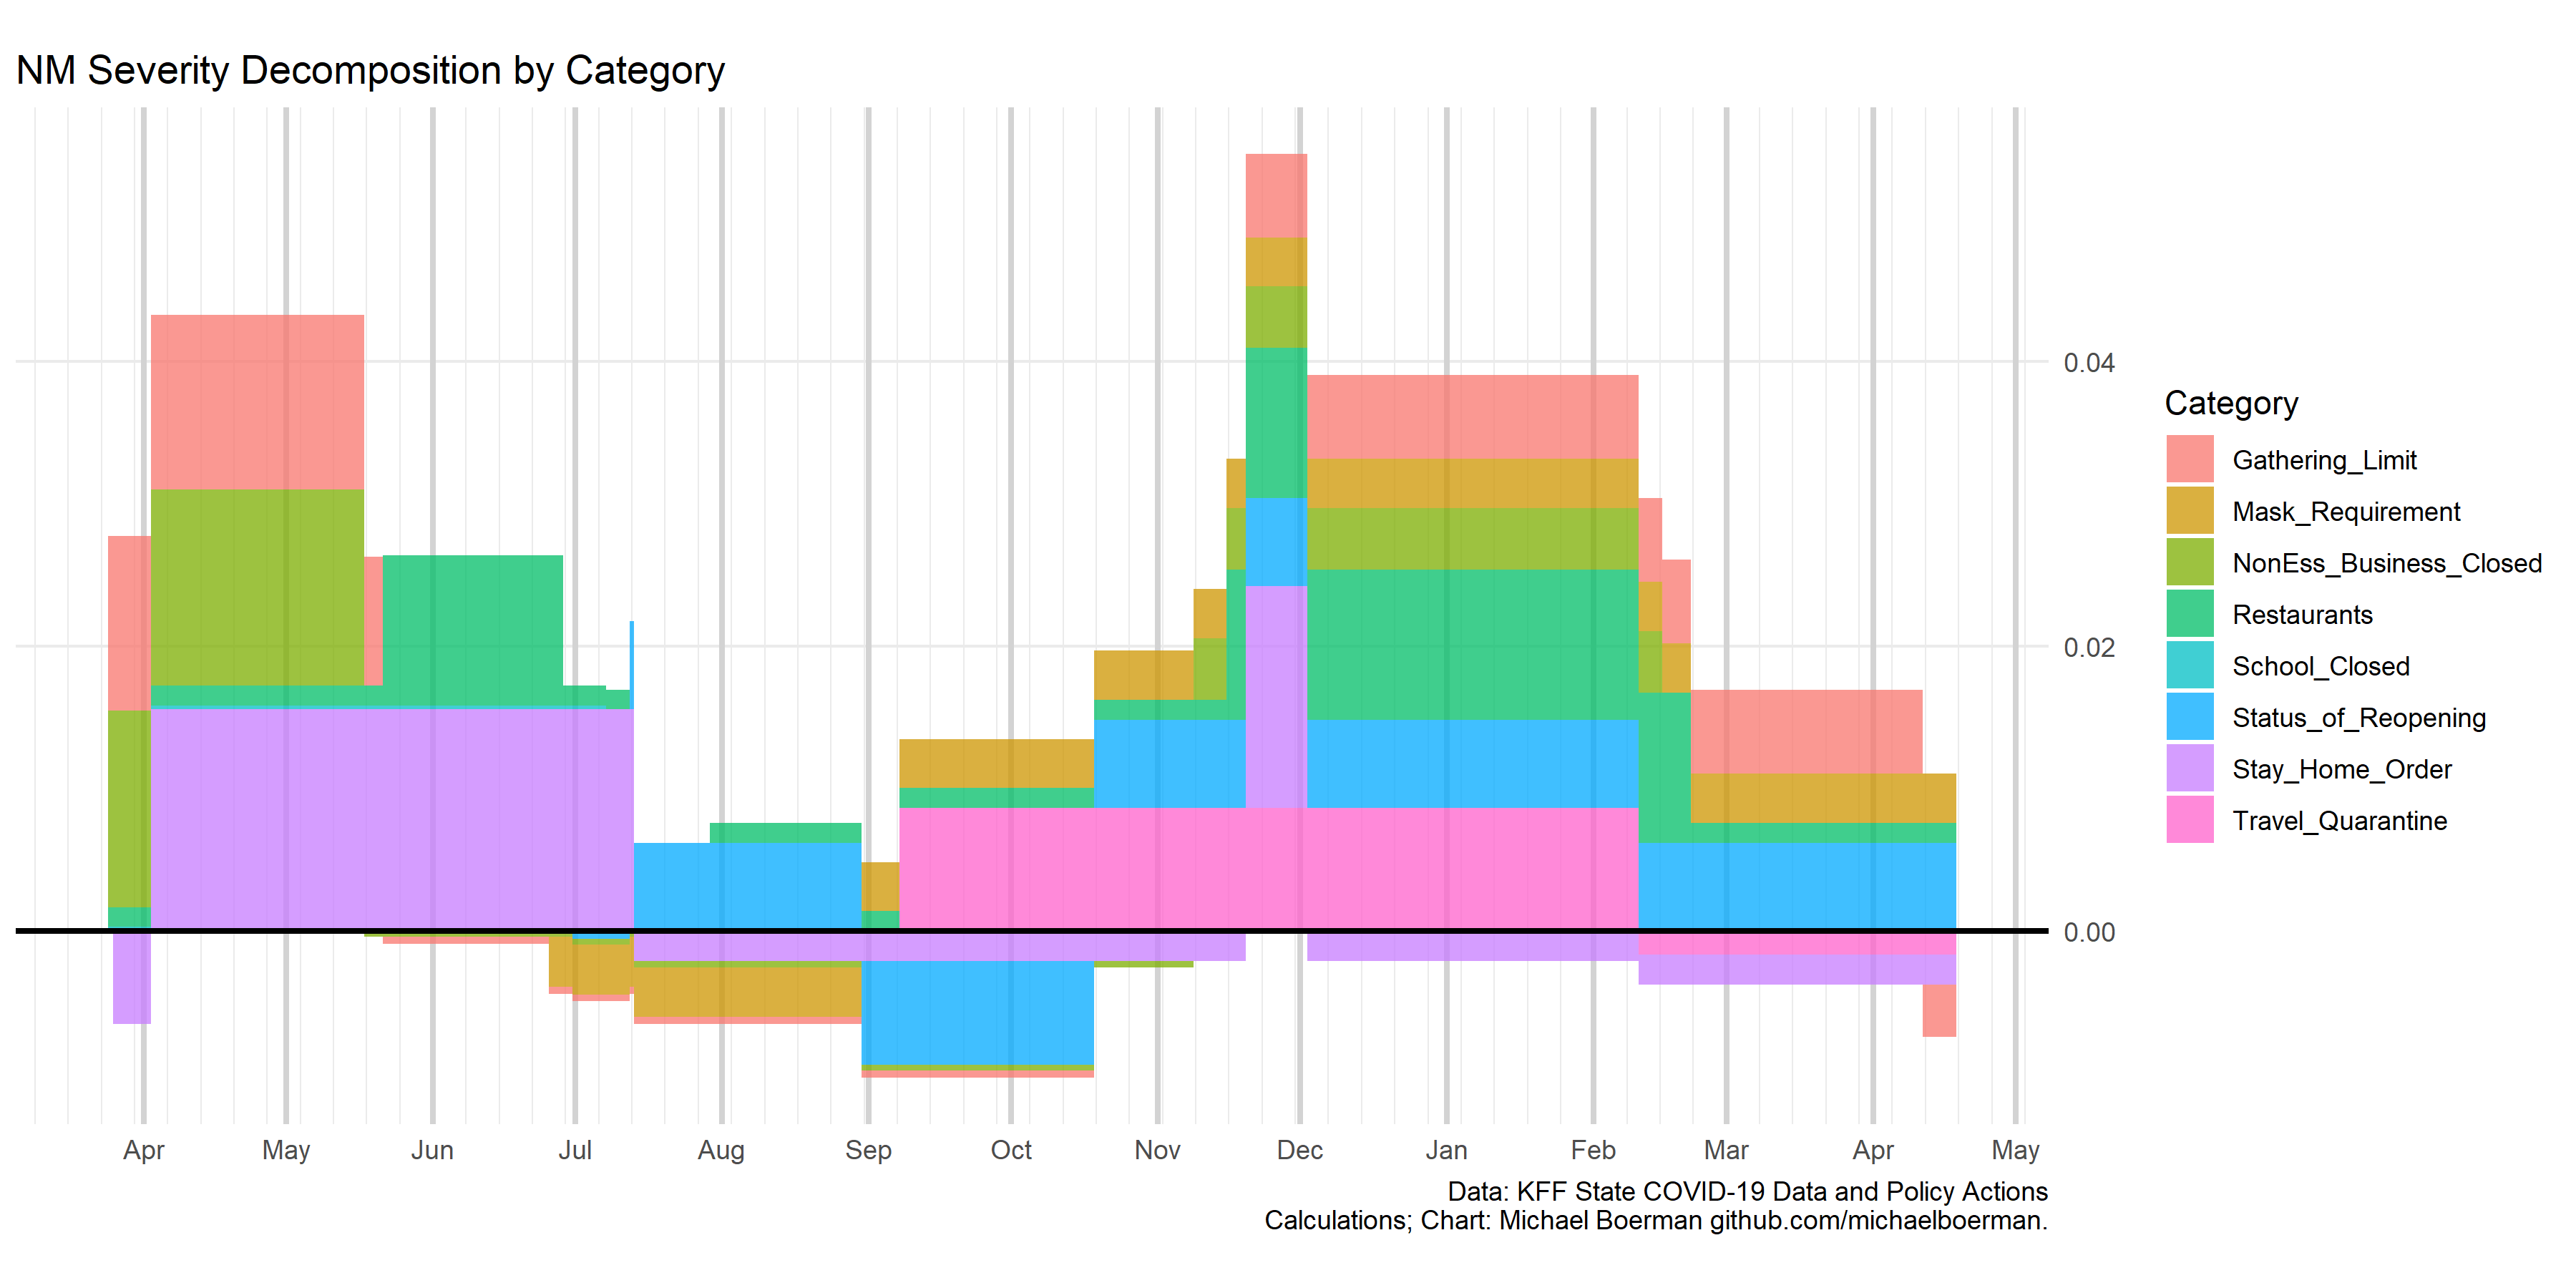 NM Severity Decomposition by Category
0.04
0.02
0.00
Category
Gathering_Limit
Mask_Requirement
NonEss_Business_Closed
Restaurants
School_Closed
Status_of_Reopening
Stay_Home_Order
Travel_Quarantine
Apr May Jun Jul Aug Sep Oct Nov Dec Jan Feb Mar Apr May
Data: KFF State COVID-19 Data and Policy Actions
Calculations; Chart: Michael Boerman github.com/michaelboerman.